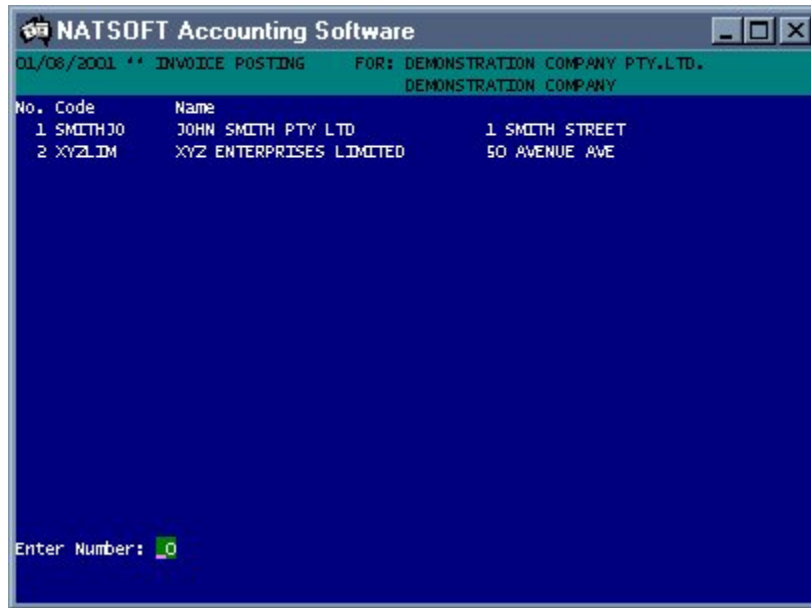 NATSOFT Accounting Software
01/08/2001 ** INVOICE POSTING FOR: DEMONSTRATION COMPANY PTY.LTD.
DEMONSTRATION COMPANY
No. Code Name
1 SMITHJO JOHN SMITH PTY LTD 1 SMITH STREET
2 XYZLIM XYZ ENTERPRISES LIMITED 50 AVENUE AVE
Enter Number: _0